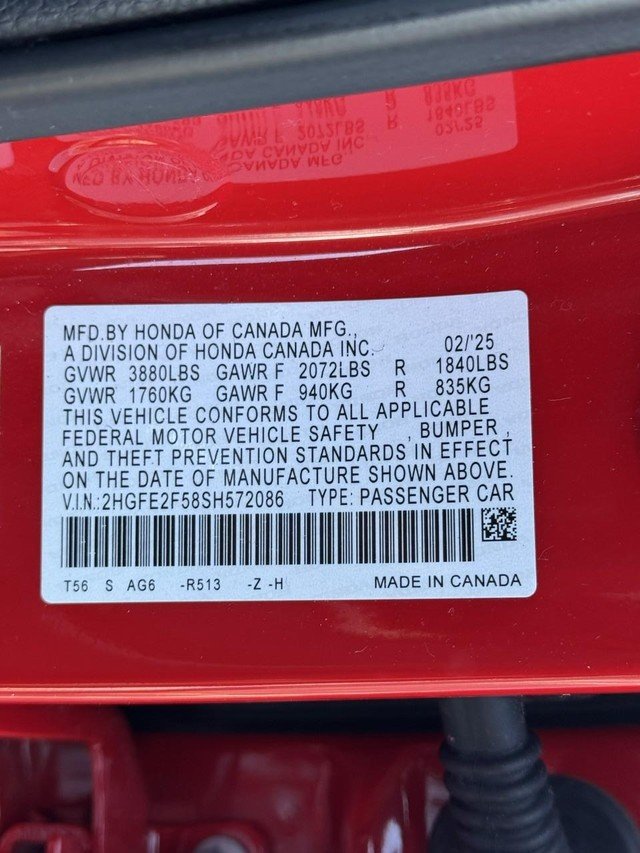 MFD.BY HONDA OF CANADA MFG.,
A DIVISION OF HONDA CANADA INC. 02/'25
GVWR 3880LBS GAWR F 2072LBS R 1840LBS
GVWR 1760KG GAWR F 940KG R 835KG
THIS VEHICLE CONFORMS TO ALL APPLICABLE
FEDERAL MOTOR VEHICLE SAFETY , BUMPER ,
AND THEFT PREVENTION STANDARDS IN EFFECT
ON THE DATE OF MANUFACTURE SHOWN ABOVE.
V.I.N.:2HGFE2F58SH572086 TYPE: PASSENGER CAR
T56 S AG6 -R513 -Z -H MADE IN CANADA